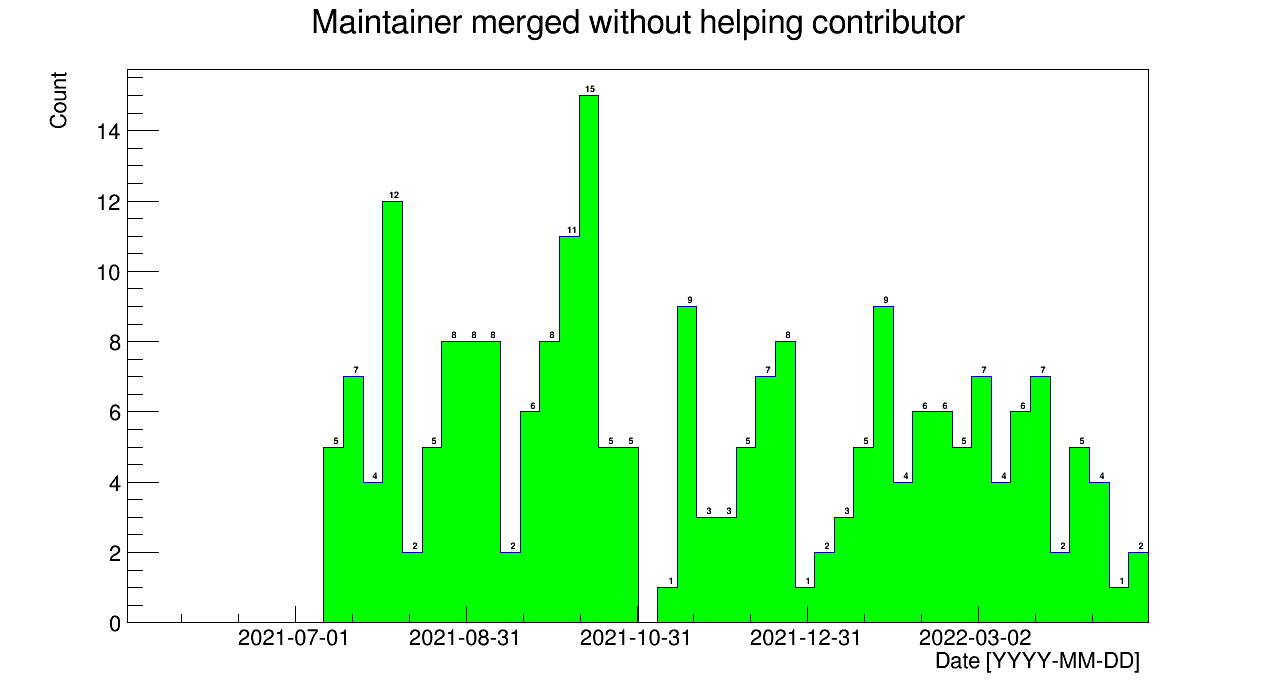 Maintainer merged without helping contributor
Count
15
14
12
12
11
10
9 9
8 8 8 8 8
8
7 7 7 7
6 6 6 6 6
6
5 5 5 5 5 5 5 5
4 4 4 4
4
3 3 3
2 2 2 2 2
2
1 1 1
0
2021-07-01 2021-08-31 2021-10-31 2021-12-31 2022-03-02
Date [YYYY-MM-DD]